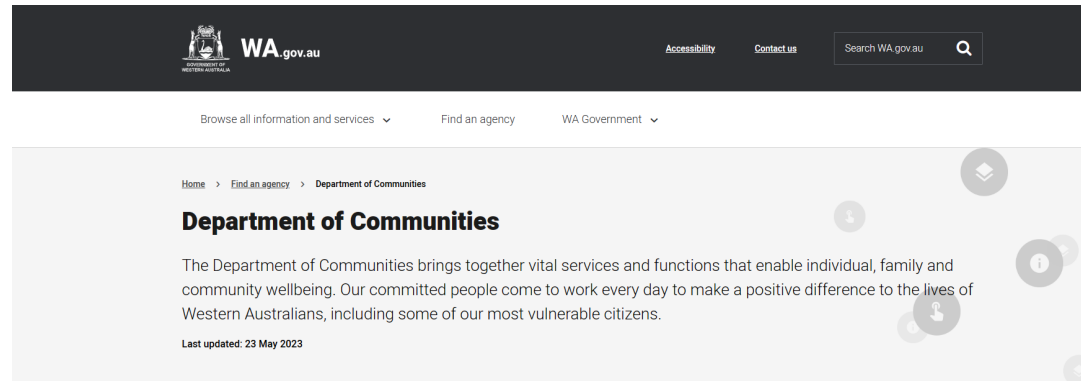 WA.gov.au
GOVERNMENT OF
WESTERN AUSTRALIA
Accessibility
Contact us
Search WA.gov.au
Browse all information and services
Find an agency
WA Government
Home > Find an agency > Department of Communities
Department of Communities
The Department of Communities brings together vital services and functions that enable individual, family and
community wellbeing. Our committed people come to work every day to make a positive difference to the lives of
Western Australians, including some of our most vulnerable citizens.
Last updated: 23 May 2023